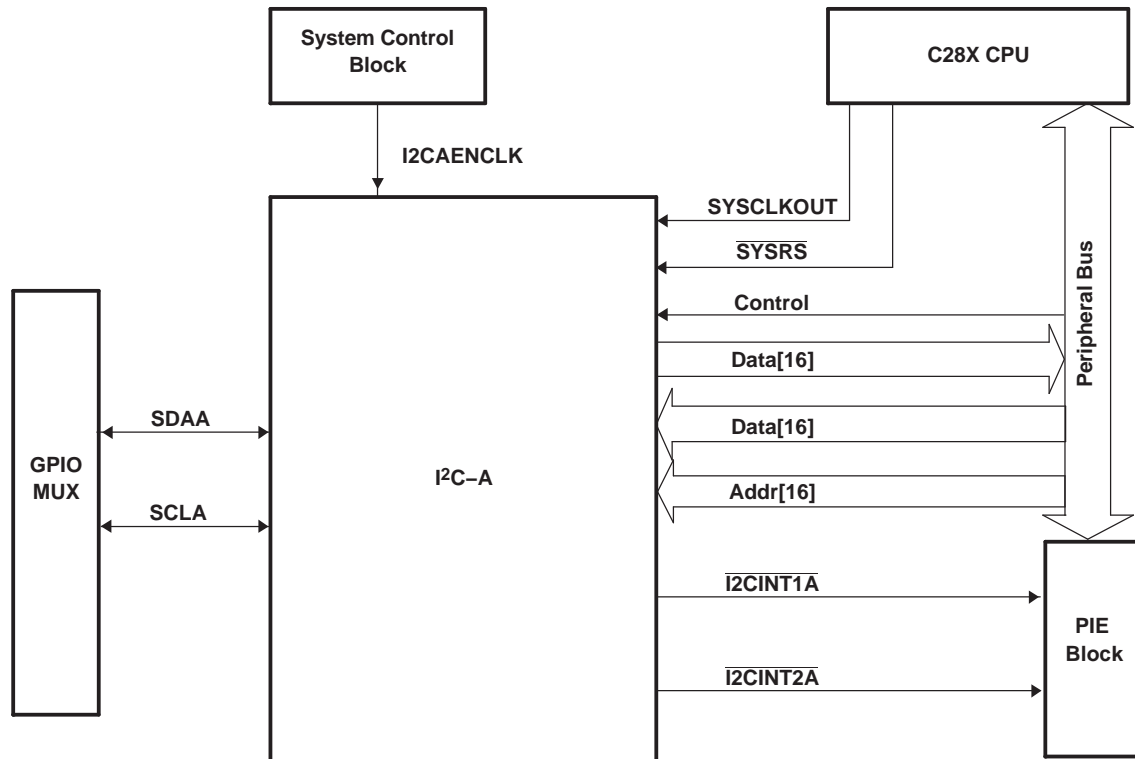 System Control
Block
C28X CPU
I2CAENCLK
SYSCLKOUT
SYSRS
Control
Data[16]
Data[16]
Addr[16]
Peripheral Bus
SDAA
SCLA
GPIO
MUX
I²C–A
I2CINT1A
I2CINT2A
PIE
Block